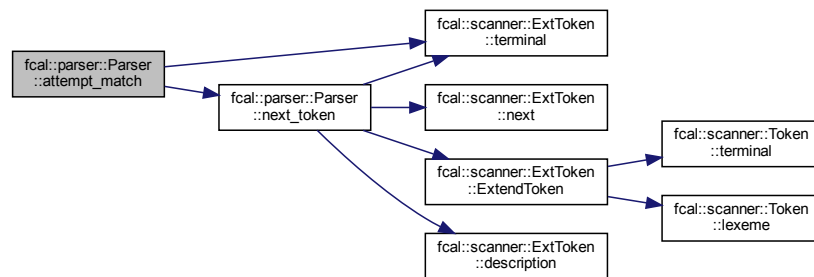 fcal::parser::Parser
::attempt_match
fcal::parser::Parser
::next_token
fcal::scanner::ExtToken
::terminal
fcal::scanner::ExtToken
::next
fcal::scanner::ExtToken
::ExtendToken
fcal::scanner::ExtToken
::description
fcal::scanner::Token
::terminal
fcal::scanner::Token
::lexeme